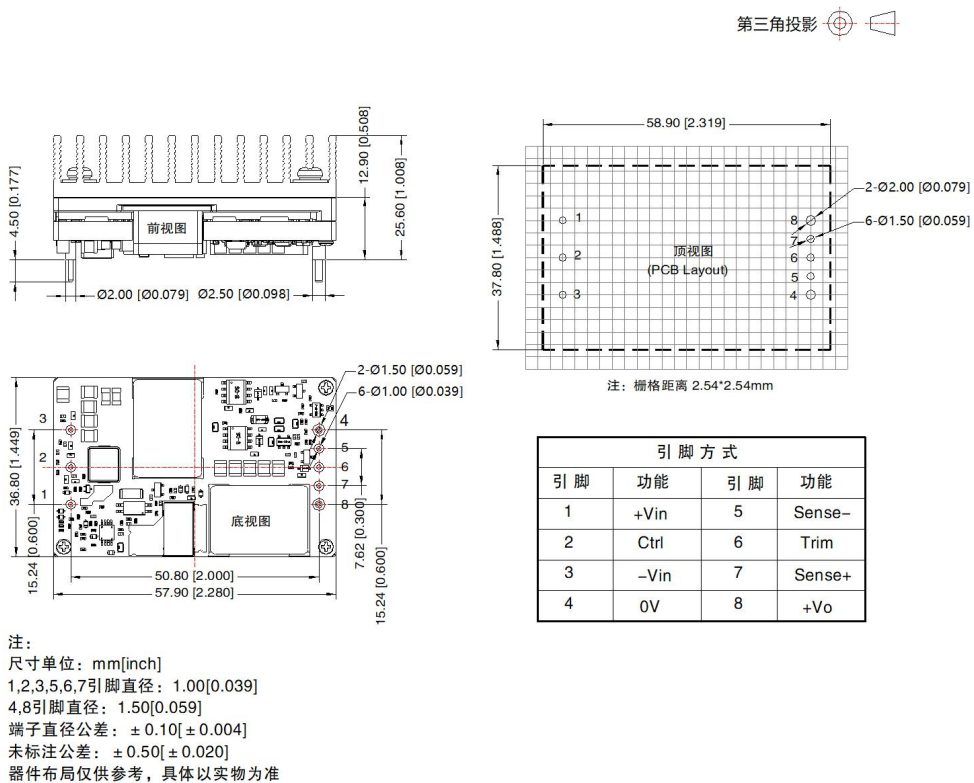 第三角投影
4.50 [0.177]
12.90 [0.508]
25.60 [1.008]
前视图
Ø2.00 [Ø0.079]
Ø2.50 [Ø0.098]
58.90 [2.319]
37.80 [1.488]
2-Ø2.00 [Ø0.079]
6-Ø1.50 [Ø0.059]
1
2
3
8
7
6
5
4
顶视图
(PCB Layout)
注：栅格距离 2.54*2.54mm
2-Ø1.50 [Ø0.059]
6-Ø1.00 [Ø0.039]
3
2
1
4
5
6
7
8
36.80 [1.449]
15.24 [0.600]
底视图
50.80 [2.000]
57.90 [2.280]
7.62 [0.300]
15.24 [0.600]
引脚方式
引脚 功能 引脚 功能
1 +Vin 5 Sense−
2 Ctrl 6 Trim
3 −Vin 7 Sense+
4 0V 8 +Vo
注：
尺寸单位：mm[inch]
1,2,3,5,6,7引脚直径：1.00[0.039]
4,8引脚直径：1.50[0.059]
端子直径公差：±0.10[±0.004]
未标注公差：±0.50[±0.020]
器件布局仅供参考，具体以实物为准